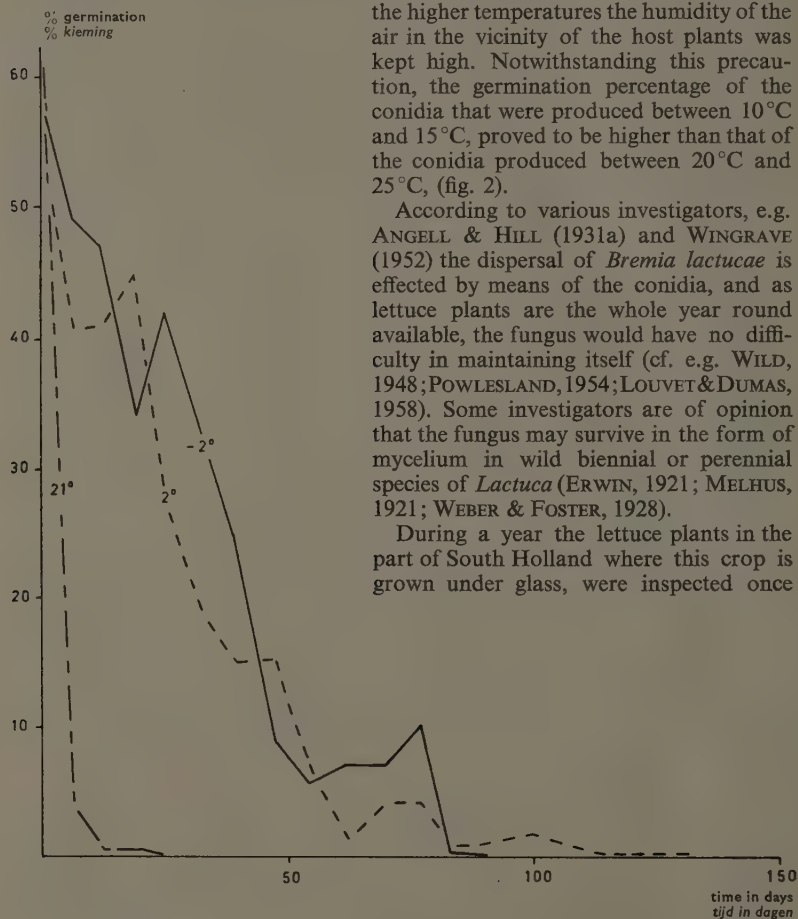 % germination
% kieming
60
50
40
30
20
10
21°
2°
-2°
50
100
150
time in days
tijd in dagen
the higher temperatures the humidity of the
air in the vicinity of the host plants was
kept high. Notwithstanding this precau-
tion, the germination percentage of the
conidia that were produced between 10°C
and 15°C, proved to be higher than that of
the conidia produced between 20°C and
25°C, (fig. 2).
According to various investigators, e.g.
ANGELL & HILL (1931a) and WINGRAVE
(1952) the dispersal of Bremia lactucae is
effected by means of the conidia, and as
lettuce plants are the whole year round
available, the fungus would have no diffi-
culty in maintaining itself (cf. e.g. WILD,
1948; POWLESLAND, 1954; LOUVET & DUMAS,
1958). Some investigators are of opinion
that the fungus may survive in the form of
mycelium in wild biennial or perennial
species of Lactuca (ERWIN, 1921; MELHUS,
1921; WEBER & FOSTER, 1928).
During a year the lettuce plants in the
part of South Holland where this crop is
grown under glass, were inspected once